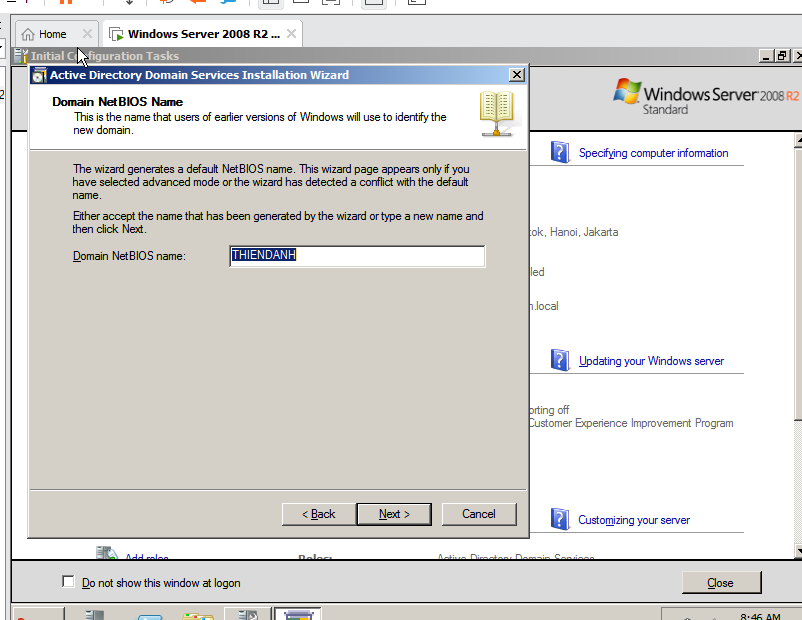 Home
Windows Server 2008 R2 ...
Initial Configuration Tasks
Active Directory Domain Services Installation Wizard
Domain NetBIOS Name
This is the name that users of earlier versions of Windows will use to identify the
new domain.
Windows Server 2008 R2
Standard
The wizard generates a default NetBIOS name. This wizard page appears only if you
have selected advanced mode or the wizard has detected a conflict with the default
name.
Either accept the name that has been generated by the wizard or type a new name and
then click Next.
Domain NetBIOS name:
THIENDANH
Specifying computer information
ok, Hanoi, Jakarta
led
n.local
Updating your Windows server
orting off
Customer Experience Improvement Program
Customizing your server
< Back
Next >
Cancel
Add roles
Roles:
Active Directory Domain Services
Do not show this window at logon
Close
8:46 AM